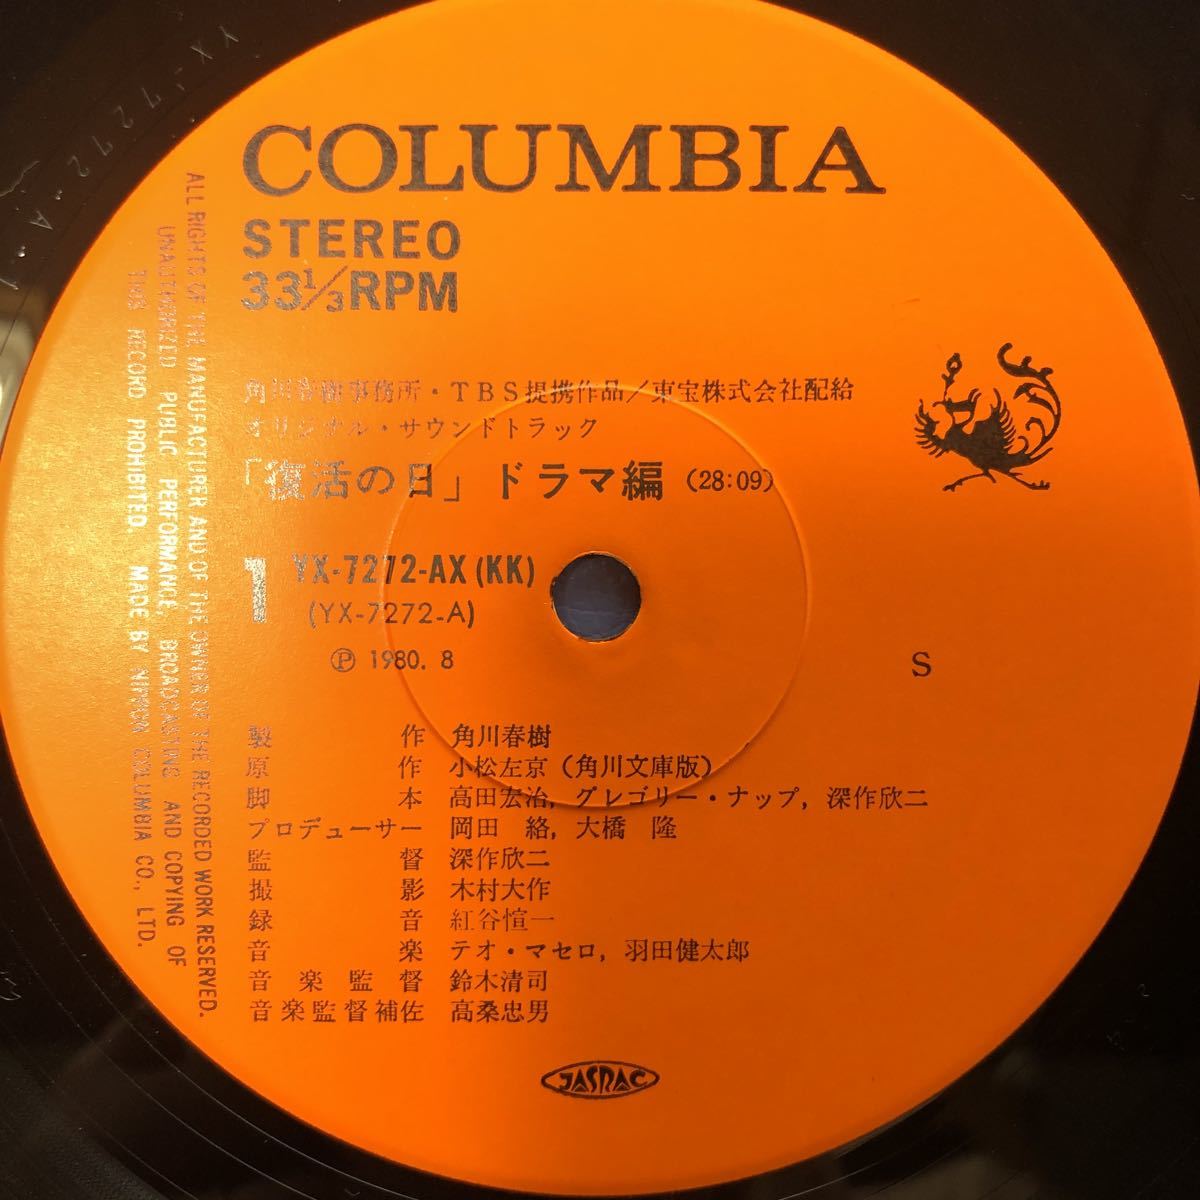 COLUMBIA
STEREO
33 1/3 RPM
角川春樹事務所・TBS提携作品／東宝株式会社配給
オリジナル・サウンドトラック
「復活の日」ドラマ編 (28:09)
1 YX-7272-AX (KK)
(YX-7272-A)
Ⓟ 1980. 8
S
製作 角川春樹
原作 小松左京（角川文庫版）
脚本 高田宏治, グレゴリー・ナップ, 深作欣二
プロデューサー 岡田 絡, 大橋 隆
監督 深作欣二
撮影 木村大作
録音 紅谷愃一
音楽 テオ・マセロ, 羽田健太郎
音楽監督 鈴木清司
音楽監督補佐 高桑忠男
JASRAC
ALL RIGHTS OF THE MANUFACTURER AND OF THE OWNER OF THE RECORDED WORK RESERVED.
UNAUTHORIZED PUBLIC PERFORMANCE, BROADCASTING AND COPYING OF
THIS RECORD PROHIBITED. MADE BY NIPPON COLUMBIA CO., LTD.
YX-7272-A